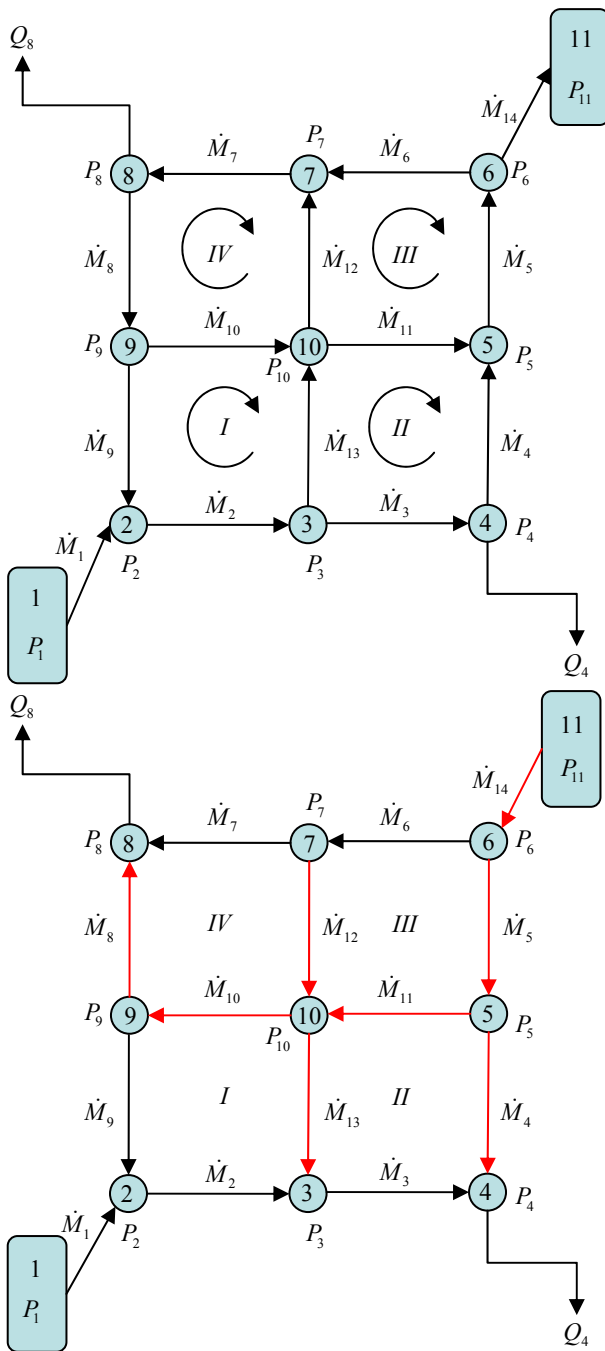 Q₈
11
P₁₁
Ṁ₁₄
P₇
Ṁ₇
Ṁ₆
P₈
8
7
6
P₆
Ṁ₈
IV
Ṁ₁₂
III
Ṁ₅
Ṁ₁₀
Ṁ₁₁
P₉
9
10
5
P₅
P₁₀
Ṁ₉
I
Ṁ₁₃
II
Ṁ₄
Ṁ₂
Ṁ₃
2
3
4
P₄
Ṁ₁
P₂
P₃
1
P₁
Q₄
Q₈
11
P₁₁
Ṁ₁₄
P₇
Ṁ₇
Ṁ₆
P₈
8
7
6
P₆
Ṁ₈
IV
Ṁ₁₂
III
Ṁ₅
Ṁ₁₀
Ṁ₁₁
P₉
9
10
5
P₅
P₁₀
Ṁ₉
I
Ṁ₁₃
II
Ṁ₄
Ṁ₂
Ṁ₃
2
3
4
P₄
Ṁ₁
P₂
P₃
1
P₁
Q₄